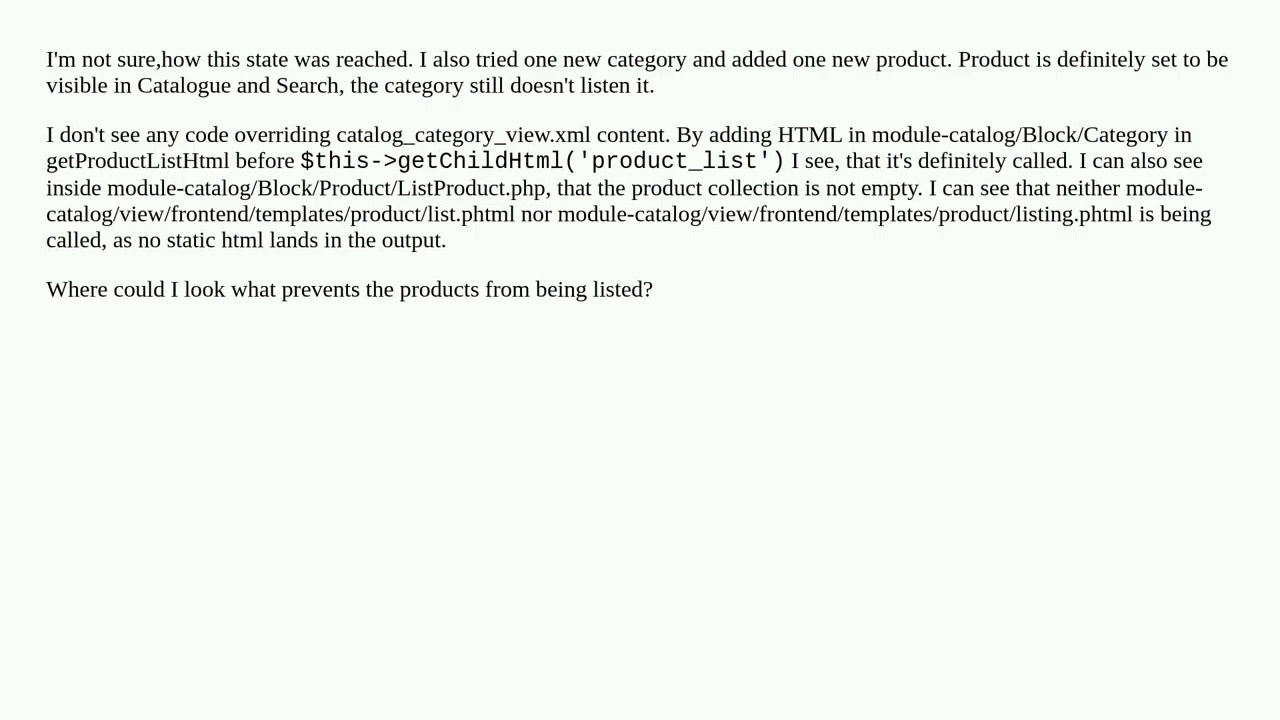 I'm not sure,how this state was reached. I also tried one new category and added one new product. Product is definitely set to be
visible in Catalogue and Search, the category still doesn't listen it.
I don't see any code overriding catalog_category_view.xml content. By adding HTML in module-catalog/Block/Category in
getProductListHtml before $this->getChildHtml('product_list') I see, that it's definitely called. I can also see
inside module-catalog/Block/Product/ListProduct.php, that the product collection is not empty. I can see that neither module-
catalog/view/frontend/templates/product/list.phtml nor module-catalog/view/frontend/templates/product/listing.phtml is being
called, as no static html lands in the output.
Where could I look what prevents the products from being listed?